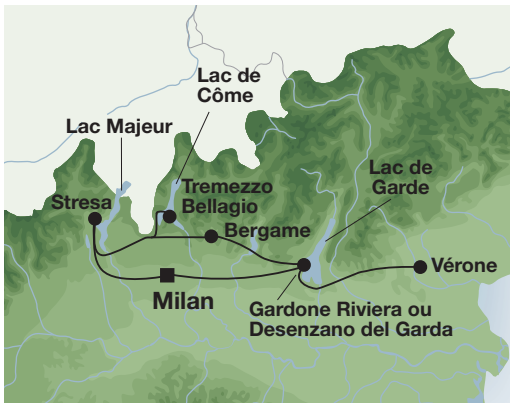 Lac de
Côme
Lac Majeur
Lac de
Garde
Stresa
Tremezzo
Bellagio
Bergame
Vérone
Milan
Gardone Riviera ou
Desenzano del Garda